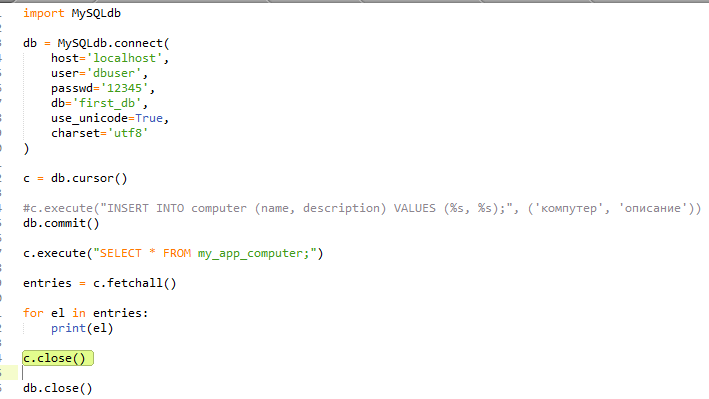 import MySQLdb
db = MySQLdb.connect(
host='localhost',
user='dbuser',
passwd='12345',
db='first_db',
use_unicode=True,
charset='utf8'
)
c = db.cursor()
#c.execute("INSERT INTO computer (name, description) VALUES (%s, %s);", ('компутер', 'описание'))
db.commit()
c.execute("SELECT * FROM my_app_computer;")
entries = c.fetchall()
for el in entries:
print(el)
c.close()
db.close()